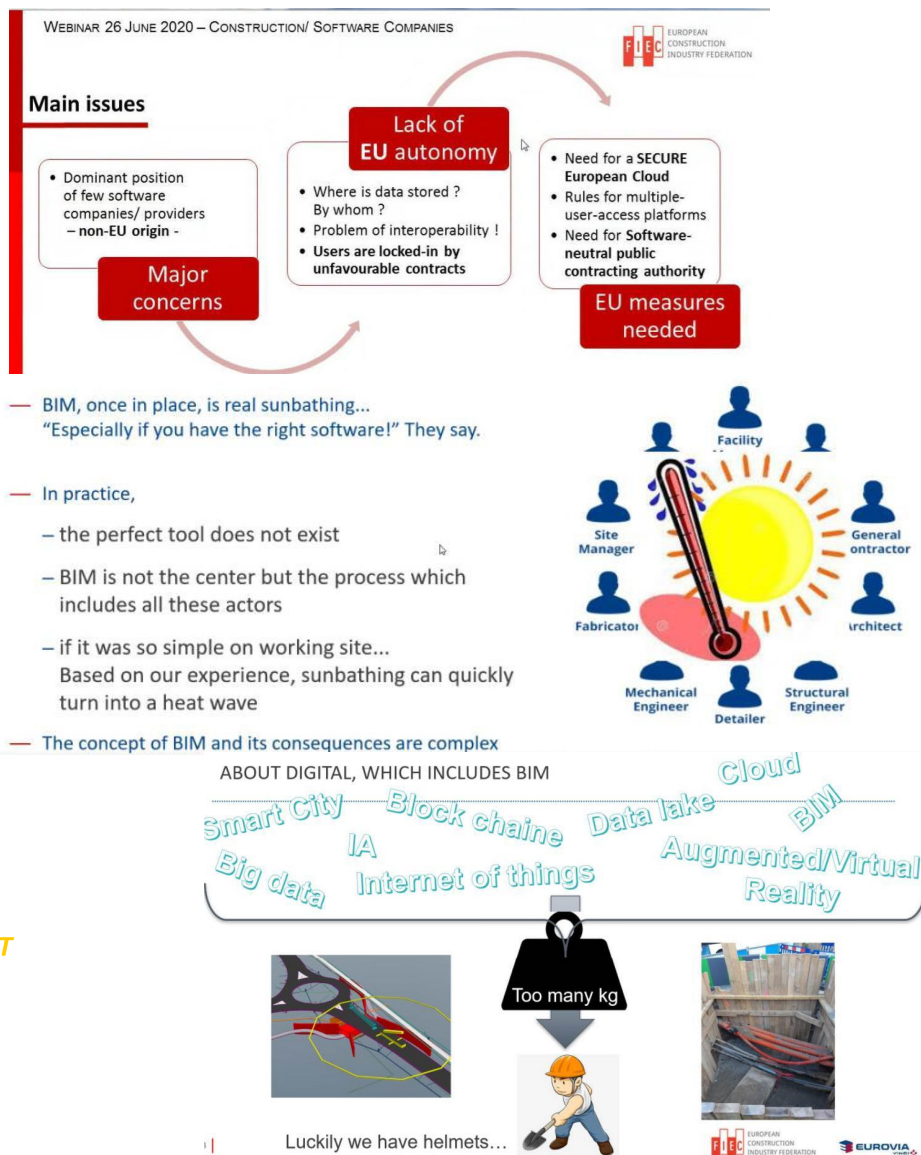 WEBINAR 26 JUNE 2020 – CONSTRUCTION/ SOFTWARE COMPANIES
FIEC
EUROPEAN
CONSTRUCTION
INDUSTRY FEDERATION
Main issues
• Dominant position
of few software
companies/ providers
– non-EU origin -
Major
concerns
Lack of
EU autonomy
• Where is data stored ?
By whom ?
• Problem of interoperability !
• Users are locked-in by
unfavourable contracts
• Need for a SECURE
European Cloud
• Rules for multiple-
user-access platforms
• Need for Software-
neutral public
contracting authority
EU measures
needed
— BIM, once in place, is real sunbathing...
“Especially if you have the right software!” They say.
— In practice,
– the perfect tool does not exist
– BIM is not the center but the process which
includes all these actors
– if it was so simple on working site...
Based on our experience, sunbathing can quickly
turn into a heat wave
— The concept of BIM and its consequences are complex
Facility
Site
Manager
General
ontractor
Fabricator
rchitect
Mechanical
Engineer
Detailer
Structural
Engineer
ABOUT DIGITAL, WHICH INCLUDES BIM
Cloud
Smart City
Block chaine
Data lake
BIM
IA
Big data
Internet of things
Augmented/Virtual
Reality
T
Too many kg
Luckily we have helmets...
FIEC
EUROPEAN
CONSTRUCTION
INDUSTRY FEDERATION
EUROVIA